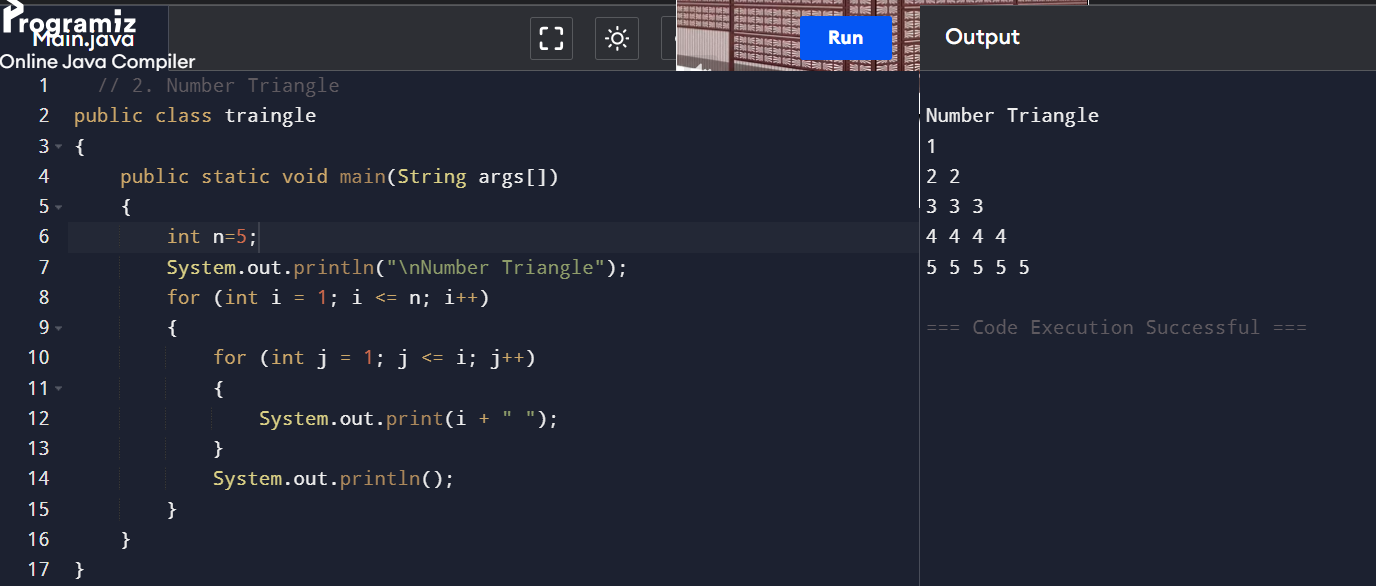 Programiz
Main.java
Online Java Compiler
Run
Output
1 // 2. Number Triangle
2 public class traingle
3 {
4 public static void main(String args[])
5 {
6 int n=5;
7 System.out.println("\nNumber Triangle");
8 for (int i = 1; i <= n; i++)
9 {
10 for (int j = 1; j <= i; j++)
11 {
12 System.out.print(i + " ");
13 }
14 System.out.println();
15 }
16 }
17 }
Number Triangle
1
2 2
3 3 3
4 4 4 4
5 5 5 5 5
=== Code Execution Successful ===